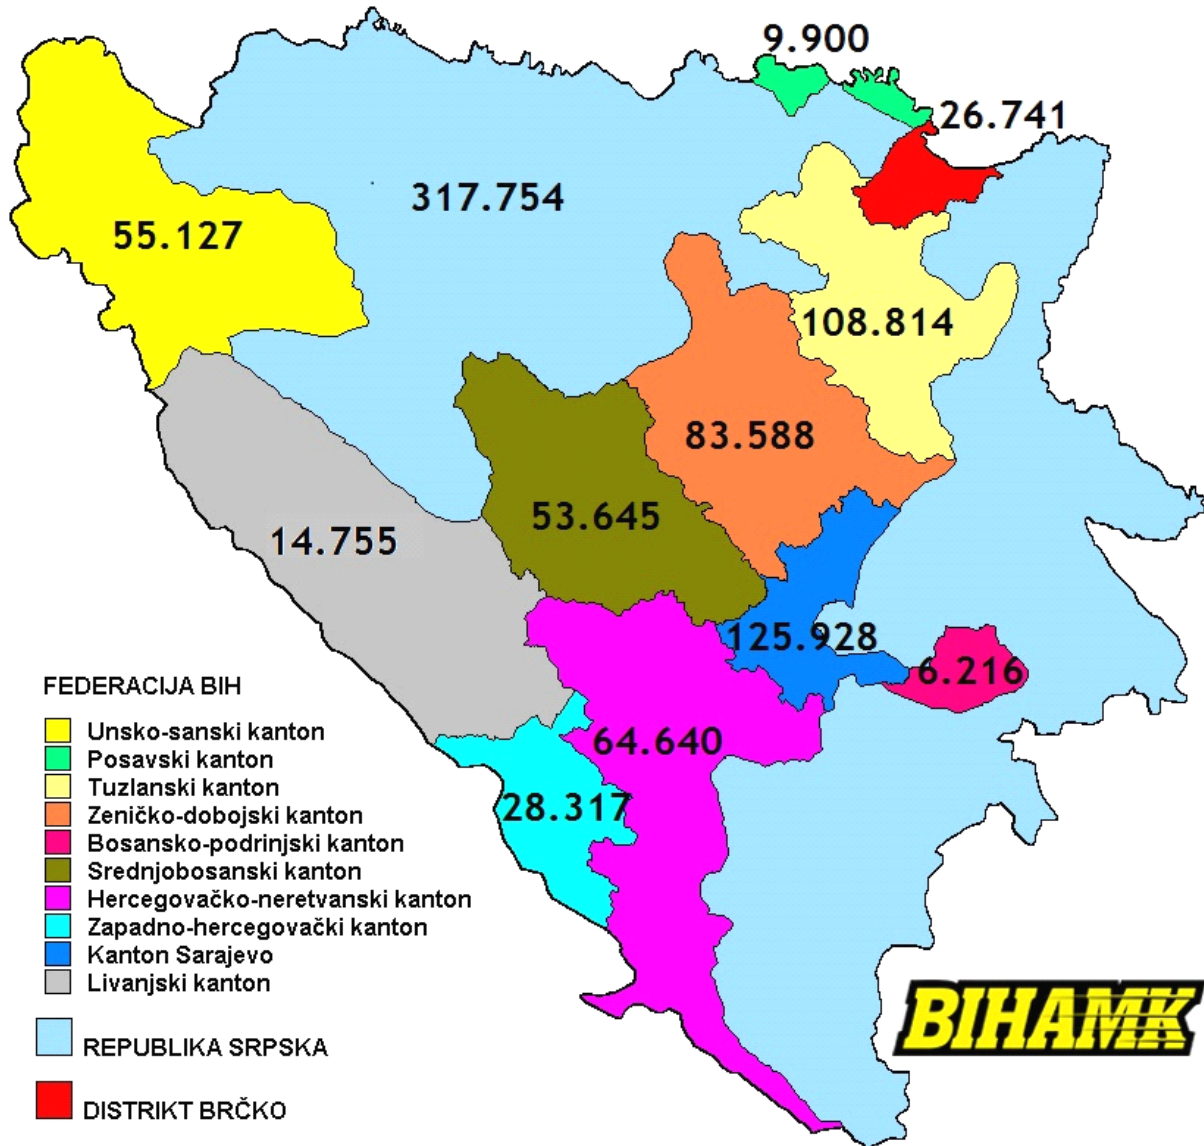 9.900
26.741
317.754
55.127
108.814
83.588
53.645
14.755
125.928
6.216
64.640
28.317
FEDERACIJA BIH
Unsko-sanski kanton
Posavski kanton
Tuzlanski kanton
Zeničko-dobojski kanton
Bosansko-podrinjski kanton
Srednjobosanski kanton
Hercegovačko-neretvanski kanton
Zapadno-hercegovački kanton
Kanton Sarajevo
Livanjski kanton
REPUBLIKA SRPSKA
DISTRIKT BRČKO
BIHAMK